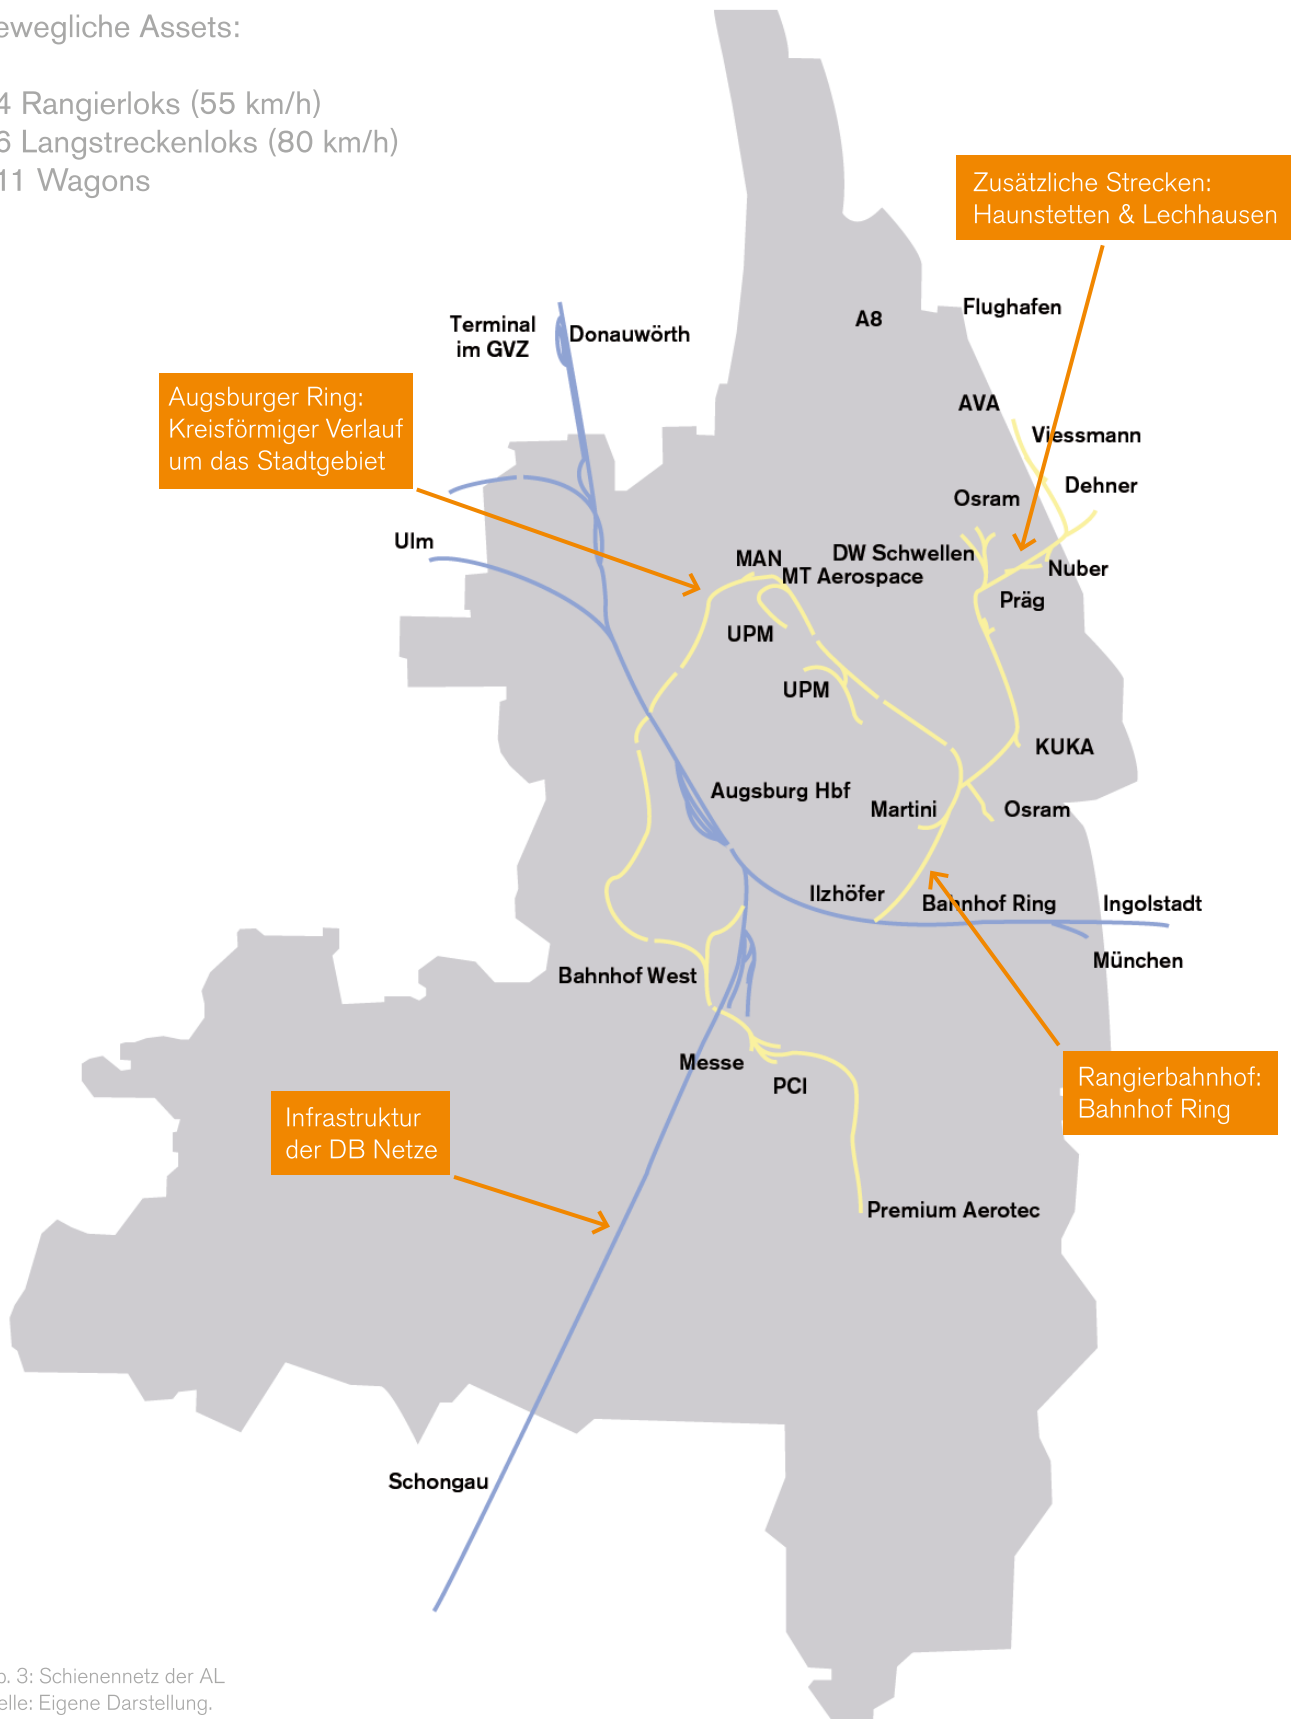 ewegliche Assets:
4 Rangierloks (55 km/h)
6 Langstreckenloks (80 km/h)
11 Wagons
Zusätzliche Strecken:
Haunstetten & Lechhausen
Flughafen
A8
Terminal
im GVZ
Donauwörth
Augsburger Ring:
Kreisförmiger Verlauf
um das Stadtgebiet
AVA
Viessmann
Dehner
Osram
Ulm
MAN
DW Schwellen
MT Aerospace
Nuber
Präg
UPM
UPM
KUKA
Augsburg Hbf
Martini
Osram
Ilzhöfer
Bahnhof Ring
Ingolstadt
München
Bahnhof West
Messe
PCI
Rangierbahnhof:
Bahnhof Ring
Infrastruktur
der DB Netze
Premium Aerotec
Schongau
b. 3: Schienennetz der AL
elle: Eigene Darstellung.